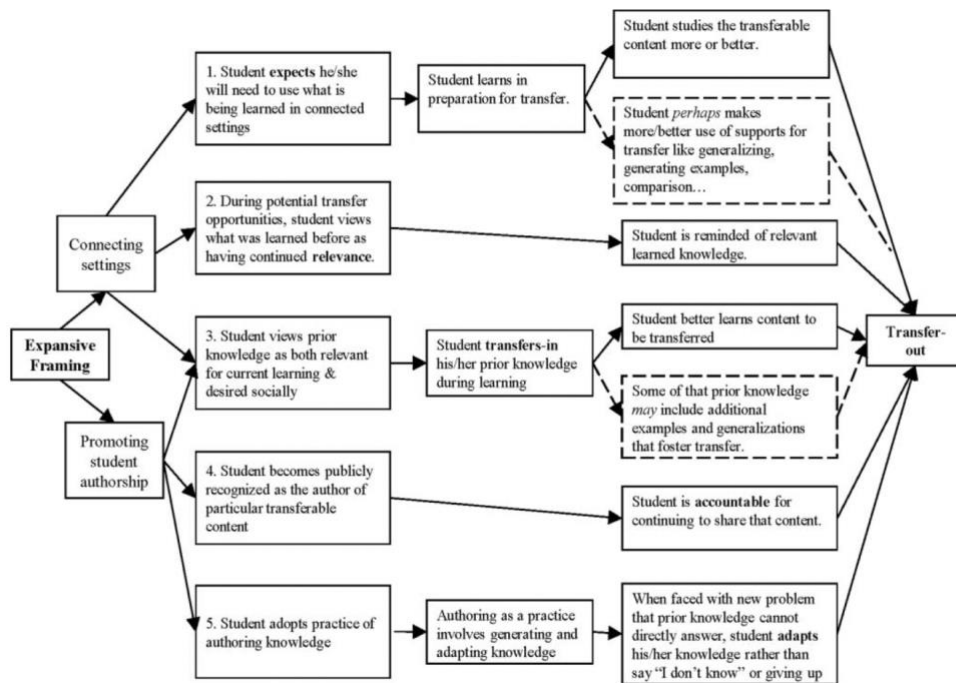 Student studies the transferable
content more or better.
1. Student expects he/she
will need to use what is
being learned in connected
settings
Student learns in
preparation for transfer.
Student perhaps makes
more/better use of supports for
transfer like generalizing,
generating examples,
comparison…
2. During potential transfer
opportunities, student views
what was learned before as
having continued relevance.
Connecting
settings
Student is reminded of relevant
learned knowledge.
Expansive
Framing
3. Student views prior
knowledge as both relevant
for current learning &
desired socially
Student transfers-in
his/her prior knowledge
during learning
Student better learns content to
be transferred
Transfer-
out
Some of that prior knowledge
may include additional
examples and generalizations
that foster transfer.
Promoting
student
authorship
4. Student becomes publicly
recognized as the author of
particular transferable
content
Student is accountable for
continuing to share that content.
5. Student adopts practice of
authoring knowledge
Authoring as a practice
involves generating and
adapting knowledge
When faced with new problem
that prior knowledge cannot
directly answer, student adapts
his/her knowledge rather than
say “I don’t know” or giving up